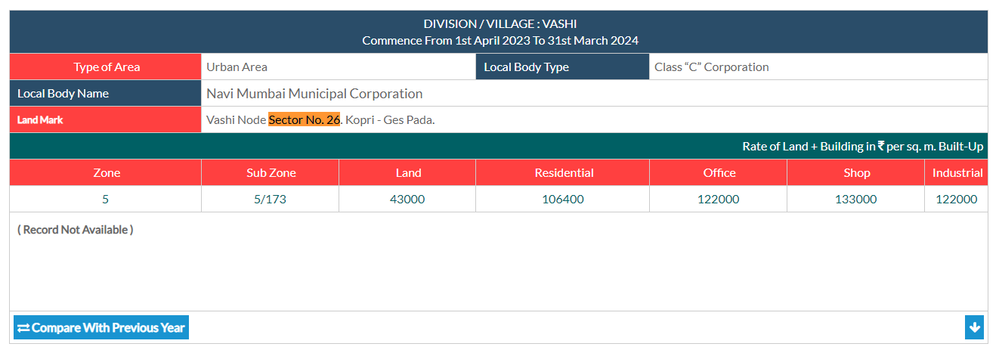 DIVISION / VILLAGE : VASHI
Commence From 1st April 2023 To 31st March 2024
Type of Area Urban Area Local Body Type Class “C” Corporation
Local Body Name Navi Mumbai Municipal Corporation
Land Mark Vashi Node Sector No. 26. Kopri - Ges Pada.
Rate of Land + Building in ₹ per sq. m. Built-Up
Zone Sub Zone Land Residential Office Shop Industrial
5 5/173 43000 106400 122000 133000 122000
( Record Not Available )
Compare With Previous Year